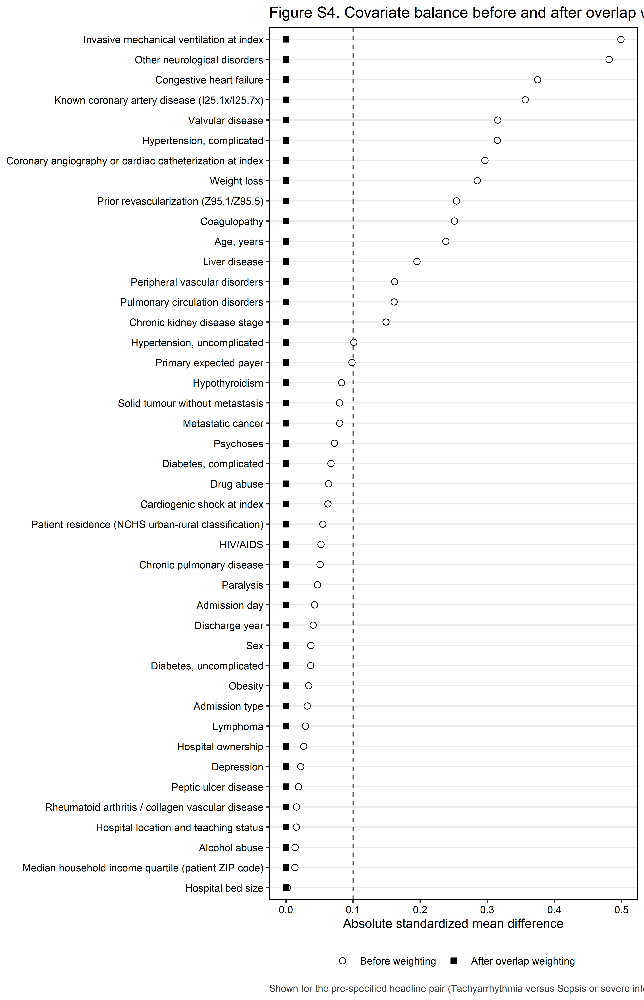 Figure S4. Covariate balance before and after overlap
Invasive mechanical ventilation at index
Other neurological disorders
Congestive heart failure
Known coronary artery disease (I25.1x/I25.7x)
Valvular disease
Hypertension, complicated
Coronary angiography or cardiac catheterization at index
Weight loss
Prior revascularization (Z95.1/Z95.5)
Coagulopathy
Age, years
Liver disease
Peripheral vascular disorders
Pulmonary circulation disorders
Chronic kidney disease stage
Hypertension, uncomplicated
Primary expected payer
Hypothyroidism
Solid tumour without metastasis
Metastatic cancer
Psychoses
Diabetes, complicated
Drug abuse
Cardiogenic shock at index
Patient residence (NCHS urban-rural classification)
HIV/AIDS
Chronic pulmonary disease
Paralysis
Admission day
Discharge year
Sex
Diabetes, uncomplicated
Obesity
Admission type
Lymphoma
Hospital ownership
Depression
Peptic ulcer disease
Rheumatoid arthritis / collagen vascular disease
Hospital location and teaching status
Alcohol abuse
Median household income quartile (patient ZIP code)
Hospital bed size
0.0 0.1 0.2 0.3 0.4 0.5
Absolute standardized mean difference
Before weighting After overlap weighting
Shown for the pre-specified headline pair (Tachyarrhythmia versus Sepsis or severe